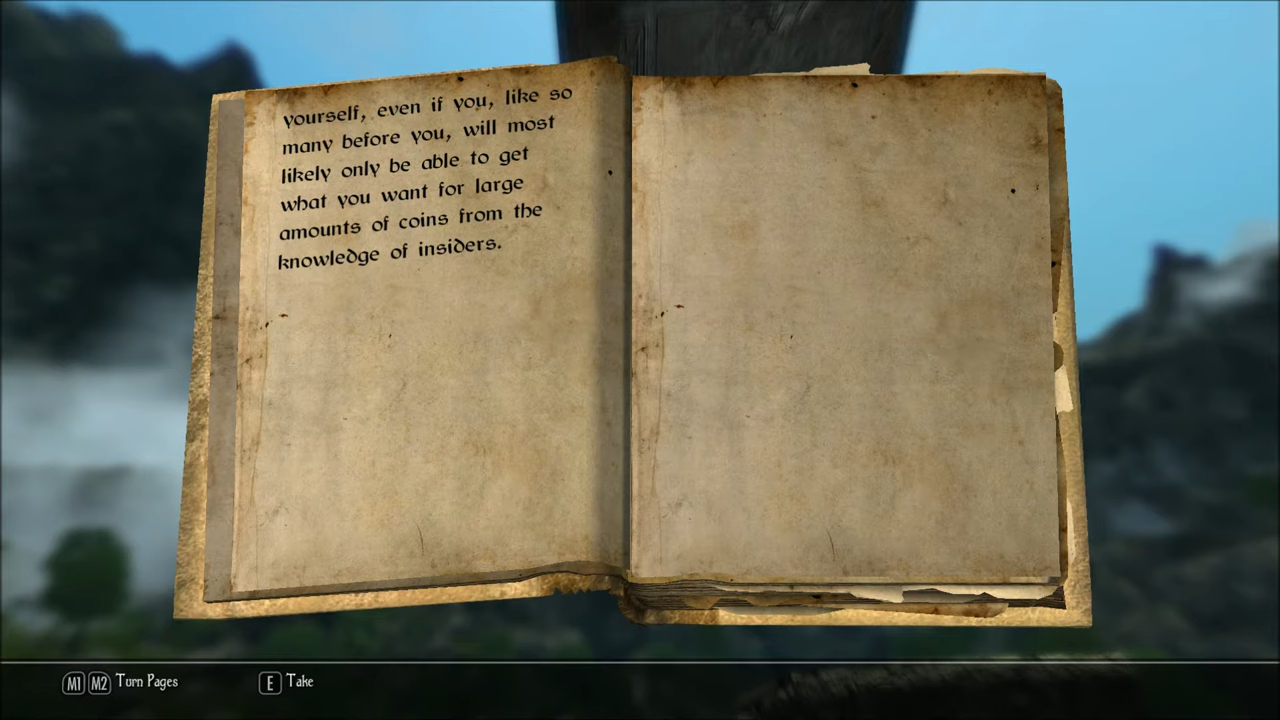 yourself, even if you, like so
many before you, will most
likely only be able to get
what you want for large
amounts of coins from the
knowledge of insiders.
M1 M2 Turn Pages
E Take